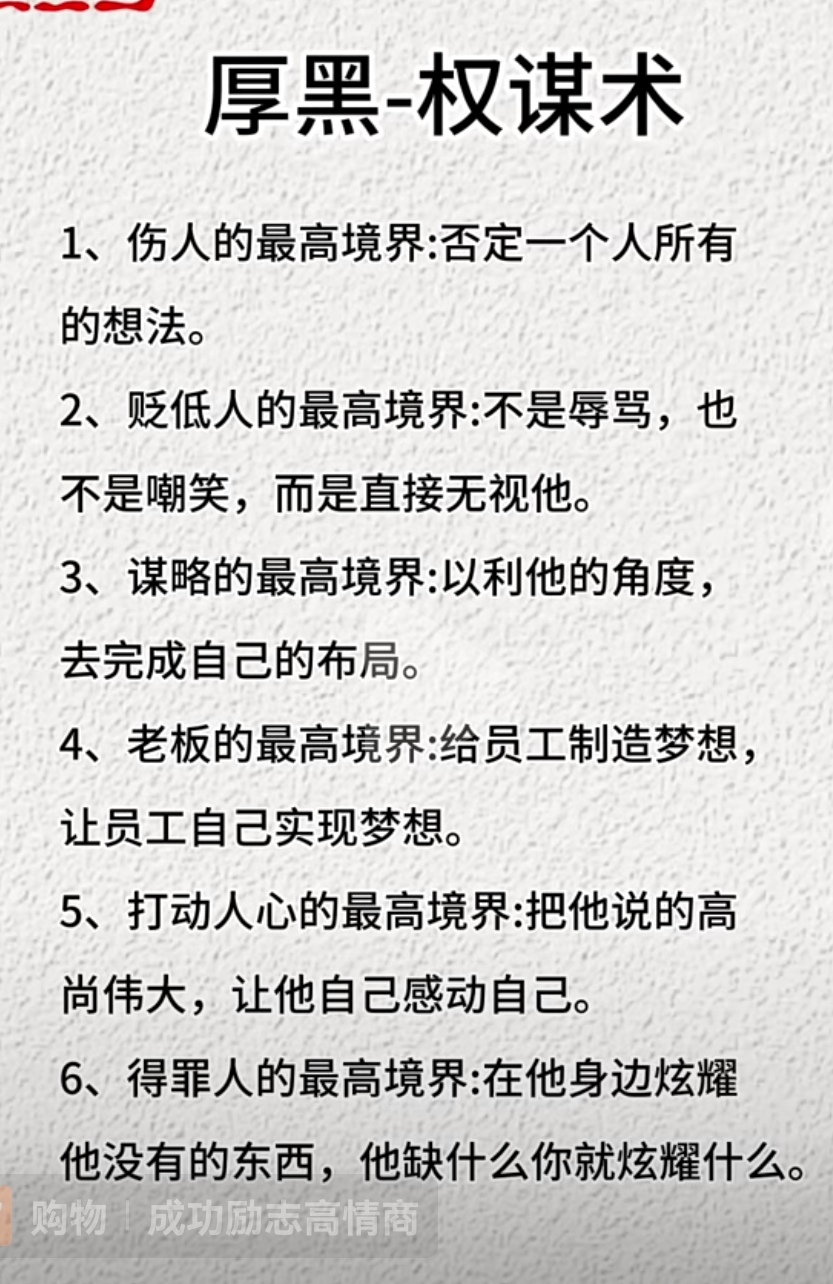 厚黑-权谋术
1、伤人的最高境界:否定一个人所有
的想法。
2、贬低人的最高境界:不是辱骂，也
不是嘲笑，而是直接无视他。
3、谋略的最高境界:以利他的角度，
去完成自己的布局。
4、老板的最高境界:给员工制造梦想，
让员工自己实现梦想。
5、打动人心的最高境界:把他说的高
尚伟大，让他自己感动自己。
6、得罪人的最高境界:在他身边炫耀
他没有的东西，他缺什么你就炫耀什么。
购物｜成功励志高情商